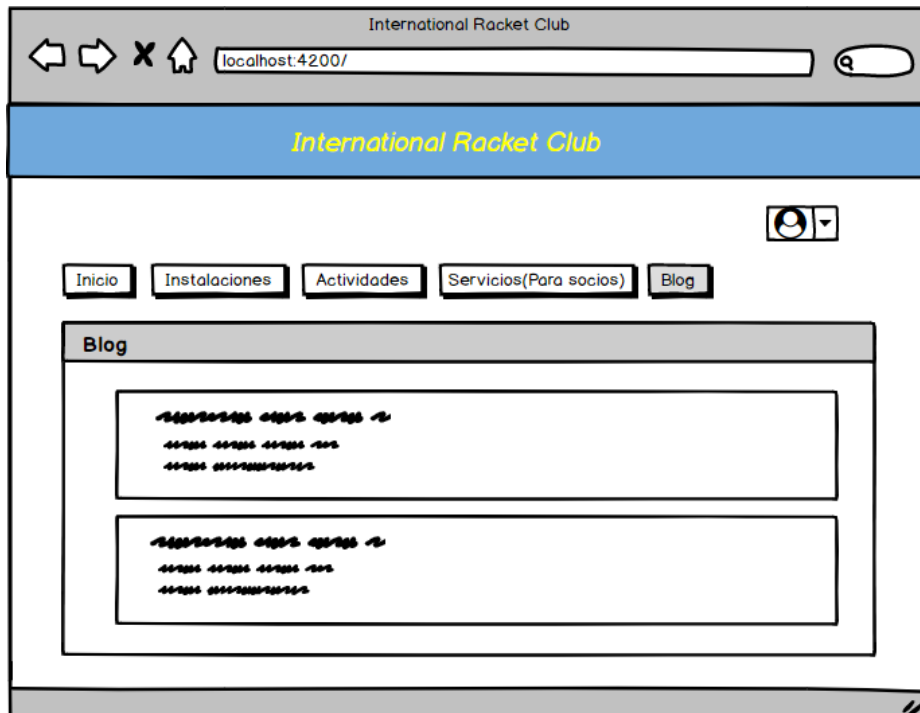 International Racket Club
localhost:4200/
International Racket Club
Inicio
Instalaciones
Actividades
Servicios(Para socios)
Blog
Blog